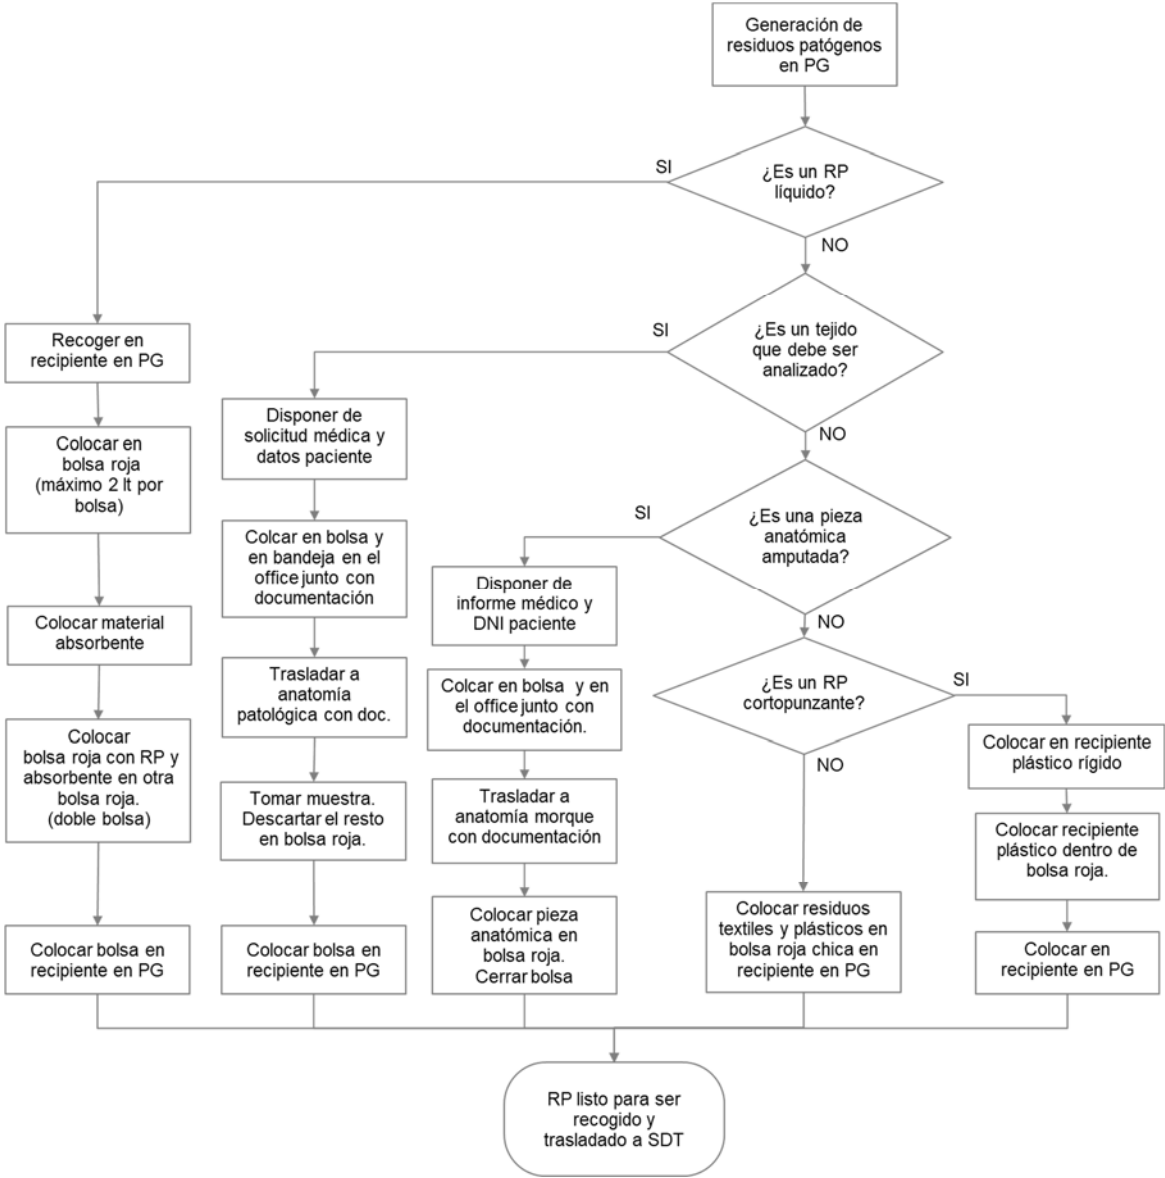 Generación de
residuos patógenos
en PG
SI
¿Es un RP
líquido?
NO
SI
¿Es un tejido
que debe ser
analizado?
NO
SI
¿Es una pieza
anatómica
amputada?
NO
¿Es un RP
cortopunzante?
SI
NO
Recoger en
recipiente en PG
Colocar en
bolsa roja
(máximo 2 lt por
bolsa)
Colocar material
absorbente
Colocar
bolsa roja con RP y
absorbente en otra
bolsa roja.
(doble bolsa)
Colocar bolsa en
recipiente en PG
Disponer de
solicitud médica y
datos paciente
Colcar en bolsa y
en bandeja en el
office junto con
documentación
Trasladar a
anatomía
patológica con doc.
Tomar muestra.
Descartar el resto
en bolsa roja.
Colocar bolsa en
recipiente en PG
Disponer de
informe médico y
DNI paciente
Colcar en bolsa y en
el office junto con
documentación.
Trasladar a
anatomía morque
con documentación
Colocar pieza
anatómica en
bolsa roja.
Cerrar bolsa
Colocar residuos
textiles y plásticos en
bolsa roja chica en
recipiente en PG
Colocar en recipiente
plástico rígido
Colocar recipiente
plástico dentro de
bolsa roja.
Colocar en
recipiente en PG
RP listo para ser
recogido y
trasladado a SDT